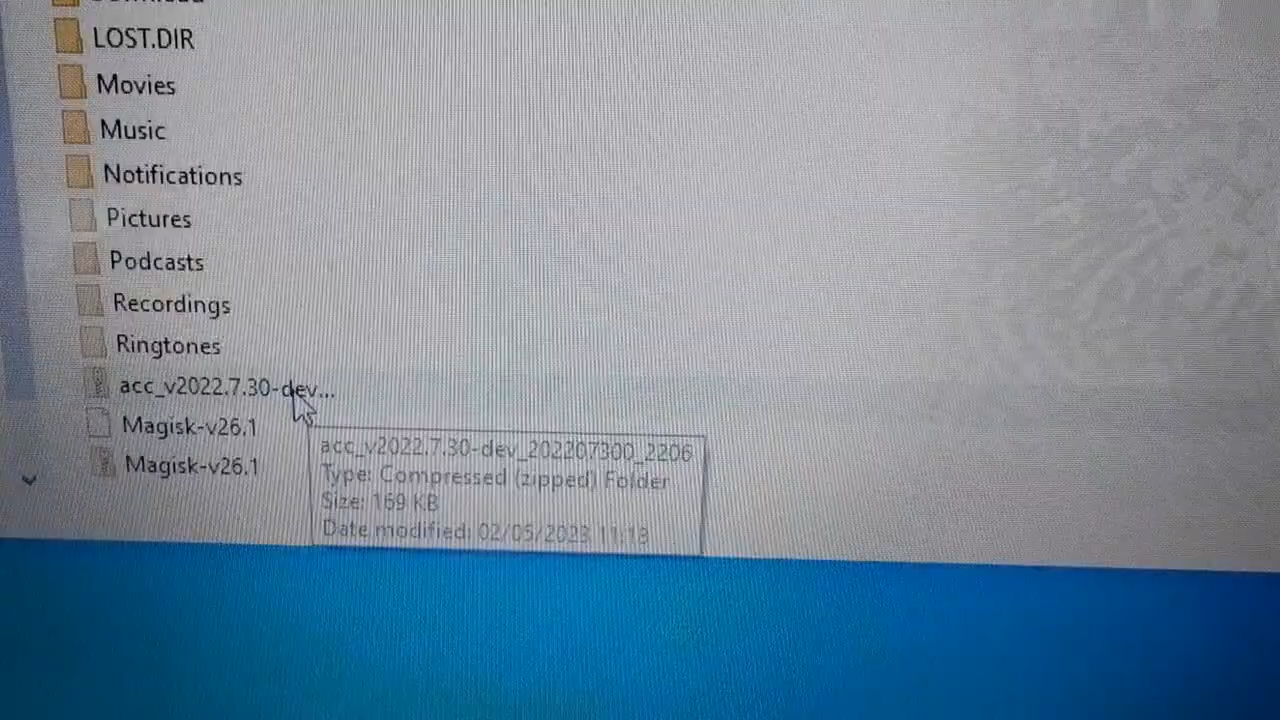 Download
LOST.DIR
Movies
Music
Notifications
Pictures
Podcasts
Recordings
Ringtones
acc_v2022.7.30-dev...
Magisk-v26.1
Magisk-v26.1
acc_v2022.7.30-dev_202207300_2206
Type: Compressed (zipped) Folder
Size: 169 KB
Date modified: 02/05/2023 11:18